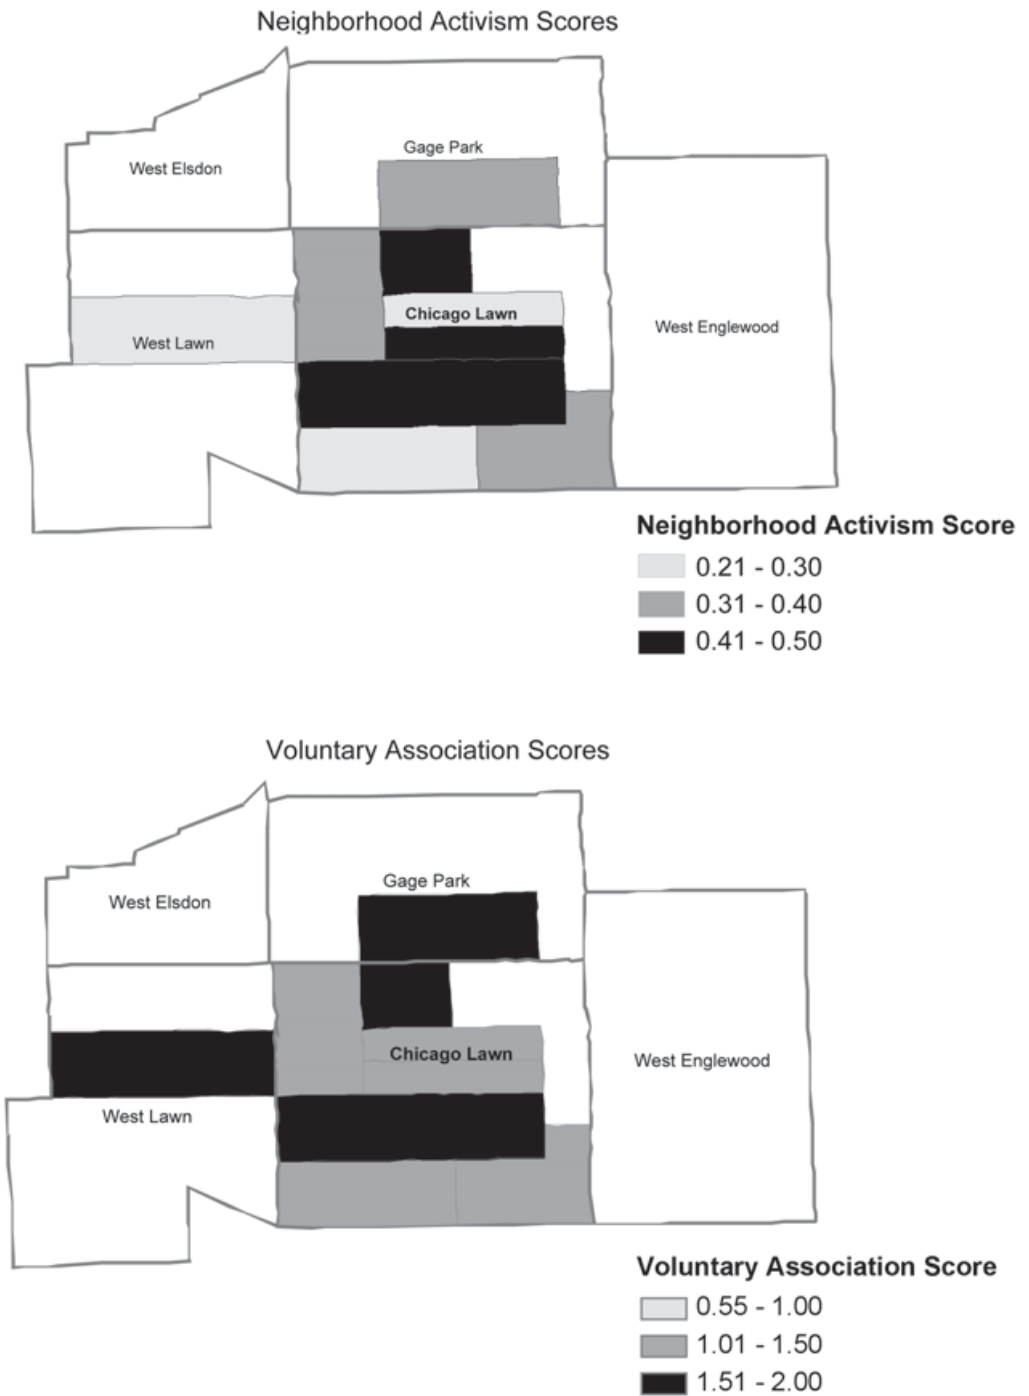 Neighborhood Activism Scores
Gage Park
West Elsdon
Chicago Lawn
West Englewood
West Lawn
Neighborhood Activism Score
0.21 - 0.30
0.31 - 0.40
0.41 - 0.50
Voluntary Association Scores
Gage Park
West Elsdon
Chicago Lawn
West Englewood
West Lawn
Voluntary Association Score
0.55 - 1.00
1.01 - 1.50
1.51 - 2.00